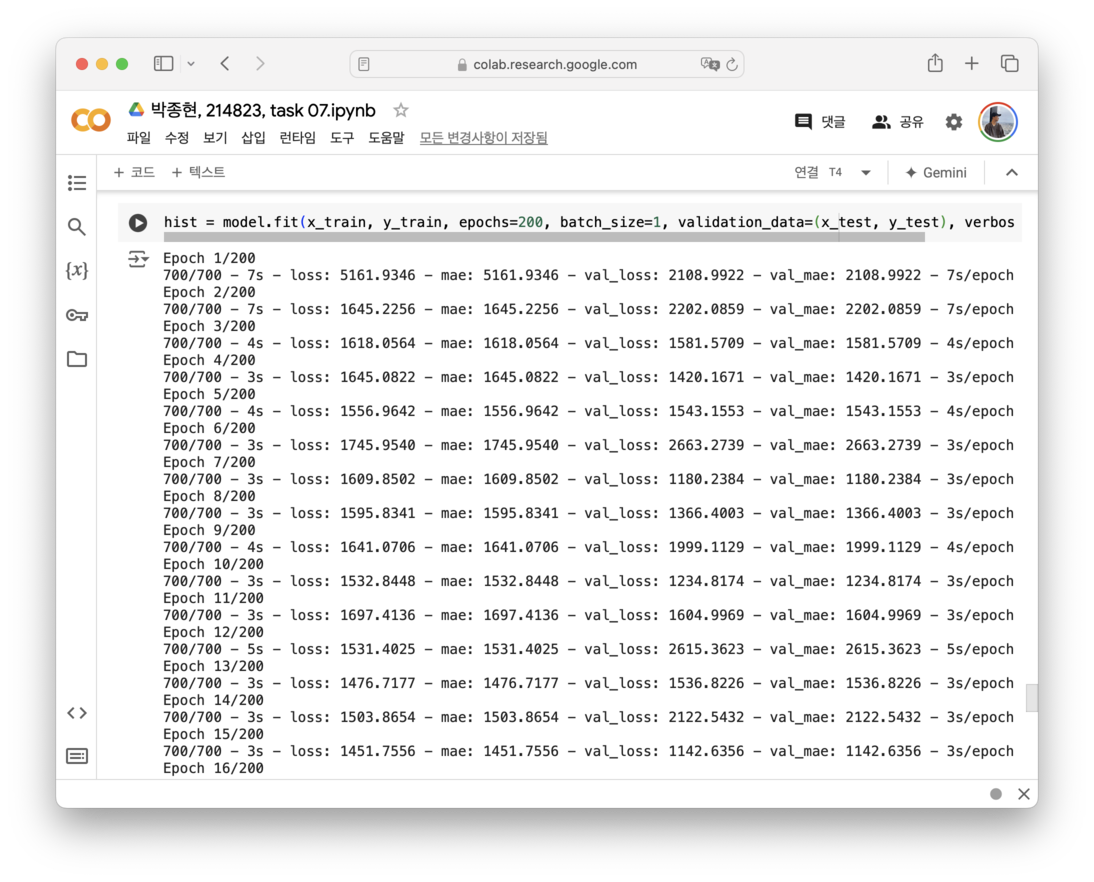 colab.research.google.com
박종현, 214823, task 07.ipynb
댓글 공유
파일 수정 보기 삽입 런타임 도구 도움말 모든 변경사항이 저장됨
+ 코드 + 텍스트 연결 T4 Gemini
hist = model.fit(x_train, y_train, epochs=200, batch_size=1, validation_data=(x_test, y_test), verbos
{x}
Epoch 1/200
700/700 - 7s - loss: 5161.9346 - mae: 5161.9346 - val_loss: 2108.9922 - val_mae: 2108.9922 - 7s/epoch
Epoch 2/200
700/700 - 7s - loss: 1645.2256 - mae: 1645.2256 - val_loss: 2202.0859 - val_mae: 2202.0859 - 7s/epoch
Epoch 3/200
700/700 - 4s - loss: 1618.0564 - mae: 1618.0564 - val_loss: 1581.5709 - val_mae: 1581.5709 - 4s/epoch
Epoch 4/200
700/700 - 3s - loss: 1645.0822 - mae: 1645.0822 - val_loss: 1420.1671 - val_mae: 1420.1671 - 3s/epoch
Epoch 5/200
700/700 - 4s - loss: 1556.9642 - mae: 1556.9642 - val_loss: 1543.1553 - val_mae: 1543.1553 - 4s/epoch
Epoch 6/200
700/700 - 3s - loss: 1745.9540 - mae: 1745.9540 - val_loss: 2663.2739 - val_mae: 2663.2739 - 3s/epoch
Epoch 7/200
700/700 - 3s - loss: 1609.8502 - mae: 1609.8502 - val_loss: 1180.2384 - val_mae: 1180.2384 - 3s/epoch
Epoch 8/200
700/700 - 3s - loss: 1595.8341 - mae: 1595.8341 - val_loss: 1366.4003 - val_mae: 1366.4003 - 3s/epoch
Epoch 9/200
700/700 - 4s - loss: 1641.0706 - mae: 1641.0706 - val_loss: 1999.1129 - val_mae: 1999.1129 - 4s/epoch
Epoch 10/200
700/700 - 3s - loss: 1532.8448 - mae: 1532.8448 - val_loss: 1234.8174 - val_mae: 1234.8174 - 3s/epoch
Epoch 11/200
700/700 - 3s - loss: 1697.4136 - mae: 1697.4136 - val_loss: 1604.9969 - val_mae: 1604.9969 - 3s/epoch
Epoch 12/200
700/700 - 5s - loss: 1531.4025 - mae: 1531.4025 - val_loss: 2615.3623 - val_mae: 2615.3623 - 5s/epoch
Epoch 13/200
700/700 - 3s - loss: 1476.7177 - mae: 1476.7177 - val_loss: 1536.8226 - val_mae: 1536.8226 - 3s/epoch
Epoch 14/200
700/700 - 3s - loss: 1503.8654 - mae: 1503.8654 - val_loss: 2122.5432 - val_mae: 2122.5432 - 3s/epoch
Epoch 15/200
700/700 - 3s - loss: 1451.7556 - mae: 1451.7556 - val_loss: 1142.6356 - val_mae: 1142.6356 - 3s/epoch
Epoch 16/200